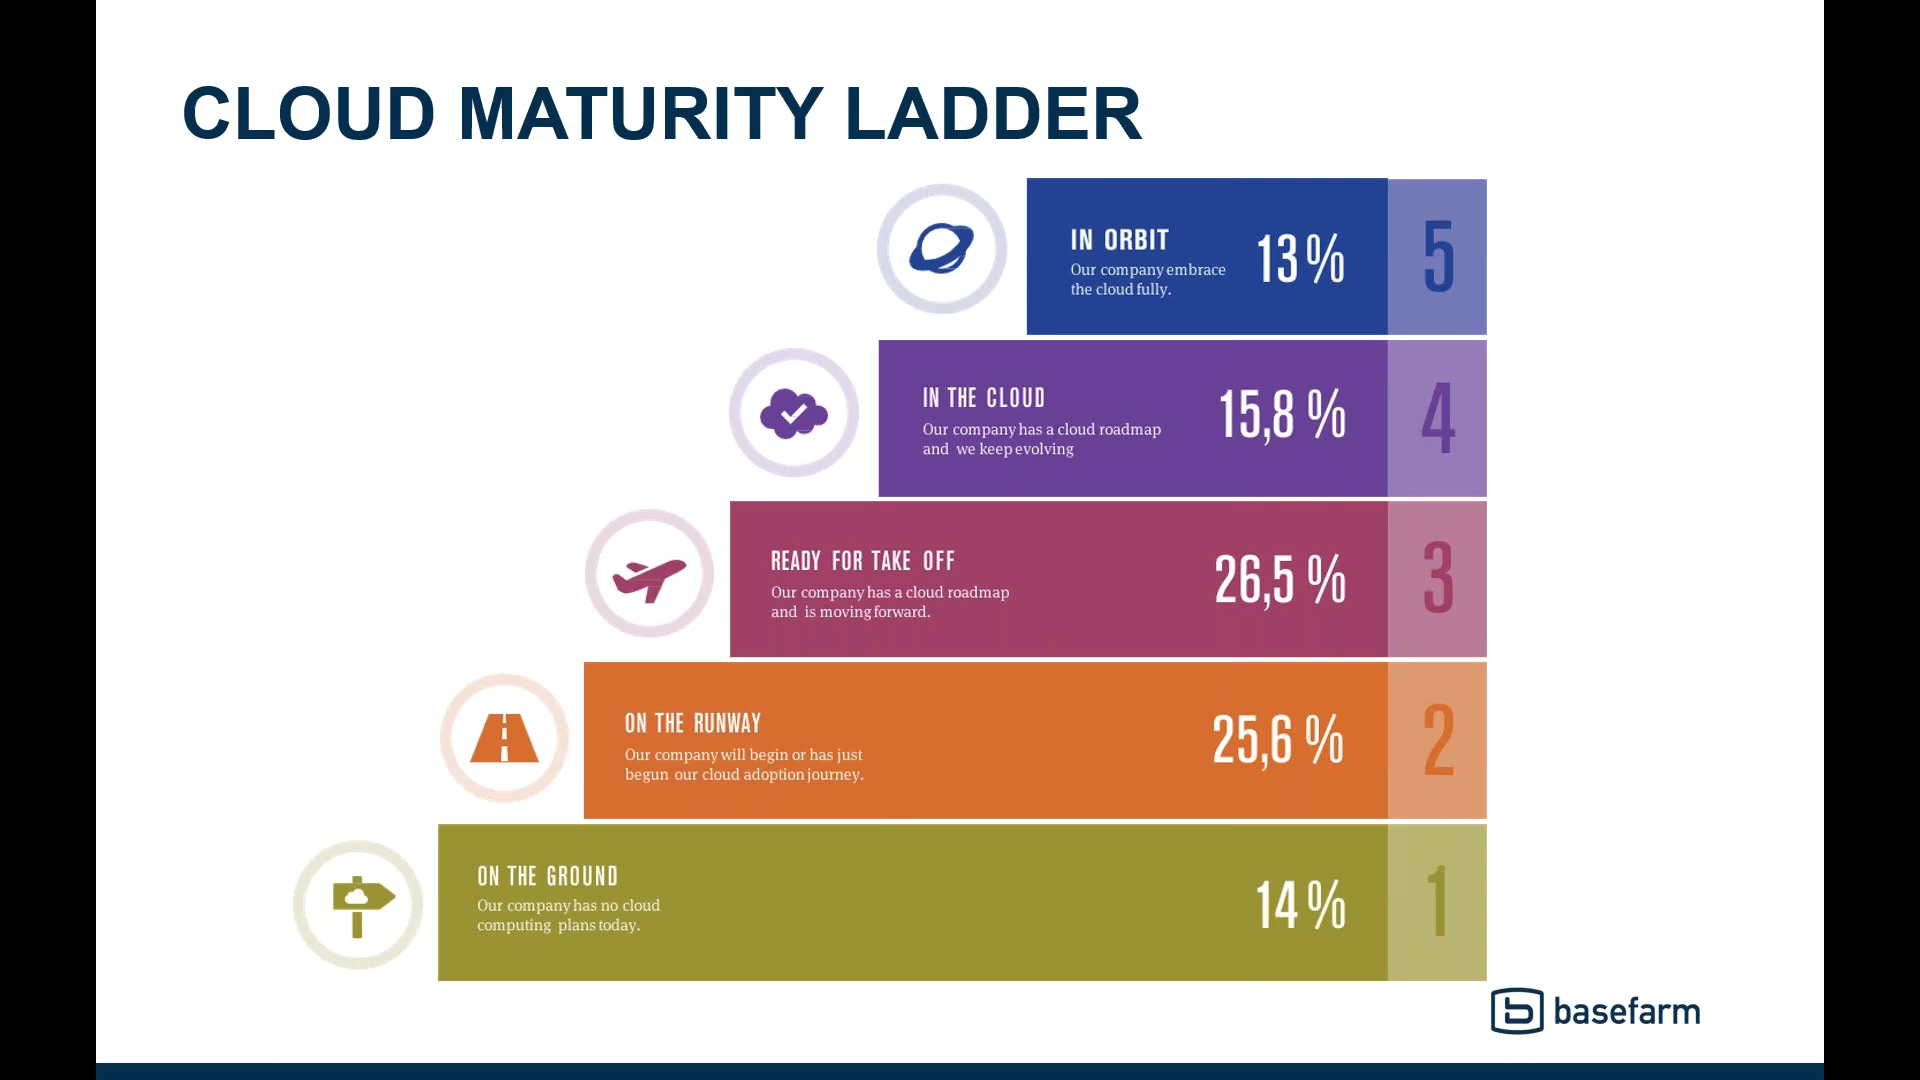 CLOUD MATURITY LADDER
IN ORBIT
Our company embrace
the cloud fully.
13 %
5
IN THE CLOUD
Our company has a cloud roadmap
and we keep evolving
15,8 %
4
READY FOR TAKE OFF
Our company has a cloud roadmap
and is moving forward.
26,5 %
3
ON THE RUNWAY
Our company will begin or has just
begun our cloud adoption journey.
25,6 %
2
ON THE GROUND
Our company has no cloud
computing plans today.
14 %
1
basefarm